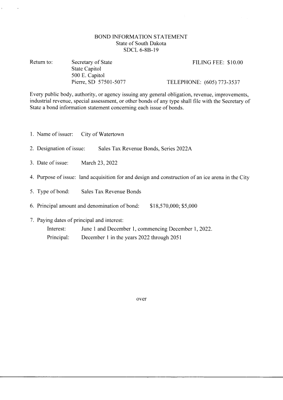 BOND INFORMATION STATEMENT
State of South Dakota
SDCL 6-8B-19
Return to: Secretary of State FILING FEE: $10.00
State Capitol
500 E. Capitol
Pierre, SD 57501-5077 TELEPHONE: (605) 773-3537
Every public body, authority, or agency issuing any general obligation, revenue, improvements,
industrial revenue, special assessment, or other bonds of any type shall file with the Secretary of
State a bond information statement concerning each issue of bonds.
1. Name of issuer: City of Watertown
2. Designation of issue: Sales Tax Revenue Bonds, Series 2022A
3. Date of issue: March 23, 2022
4. Purpose of issue: land acquisition for and design and construction of an ice arena in the City
5. Type of bond: Sales Tax Revenue Bonds
6. Principal amount and denomination of bond: $18,570,000; $5,000
7. Paying dates of principal and interest:
Interest: June 1 and December 1, commencing December 1, 2022.
Principal: December 1 in the years 2022 through 2051
over